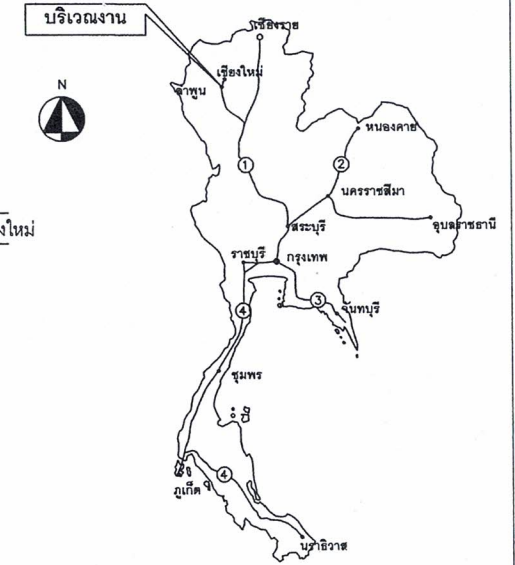 บริเวณงาน
เชียงราย
เชียงใหม่
ลำพูน
N
หนองคาย
1
2
นครราชสีมา
สระบุรี
อุบลราชธานี
ราชบุรี
กรุงเทพ
3
จันทบุรี
4
ชุมพร
4
ภูเก็ต
นราธิวาส